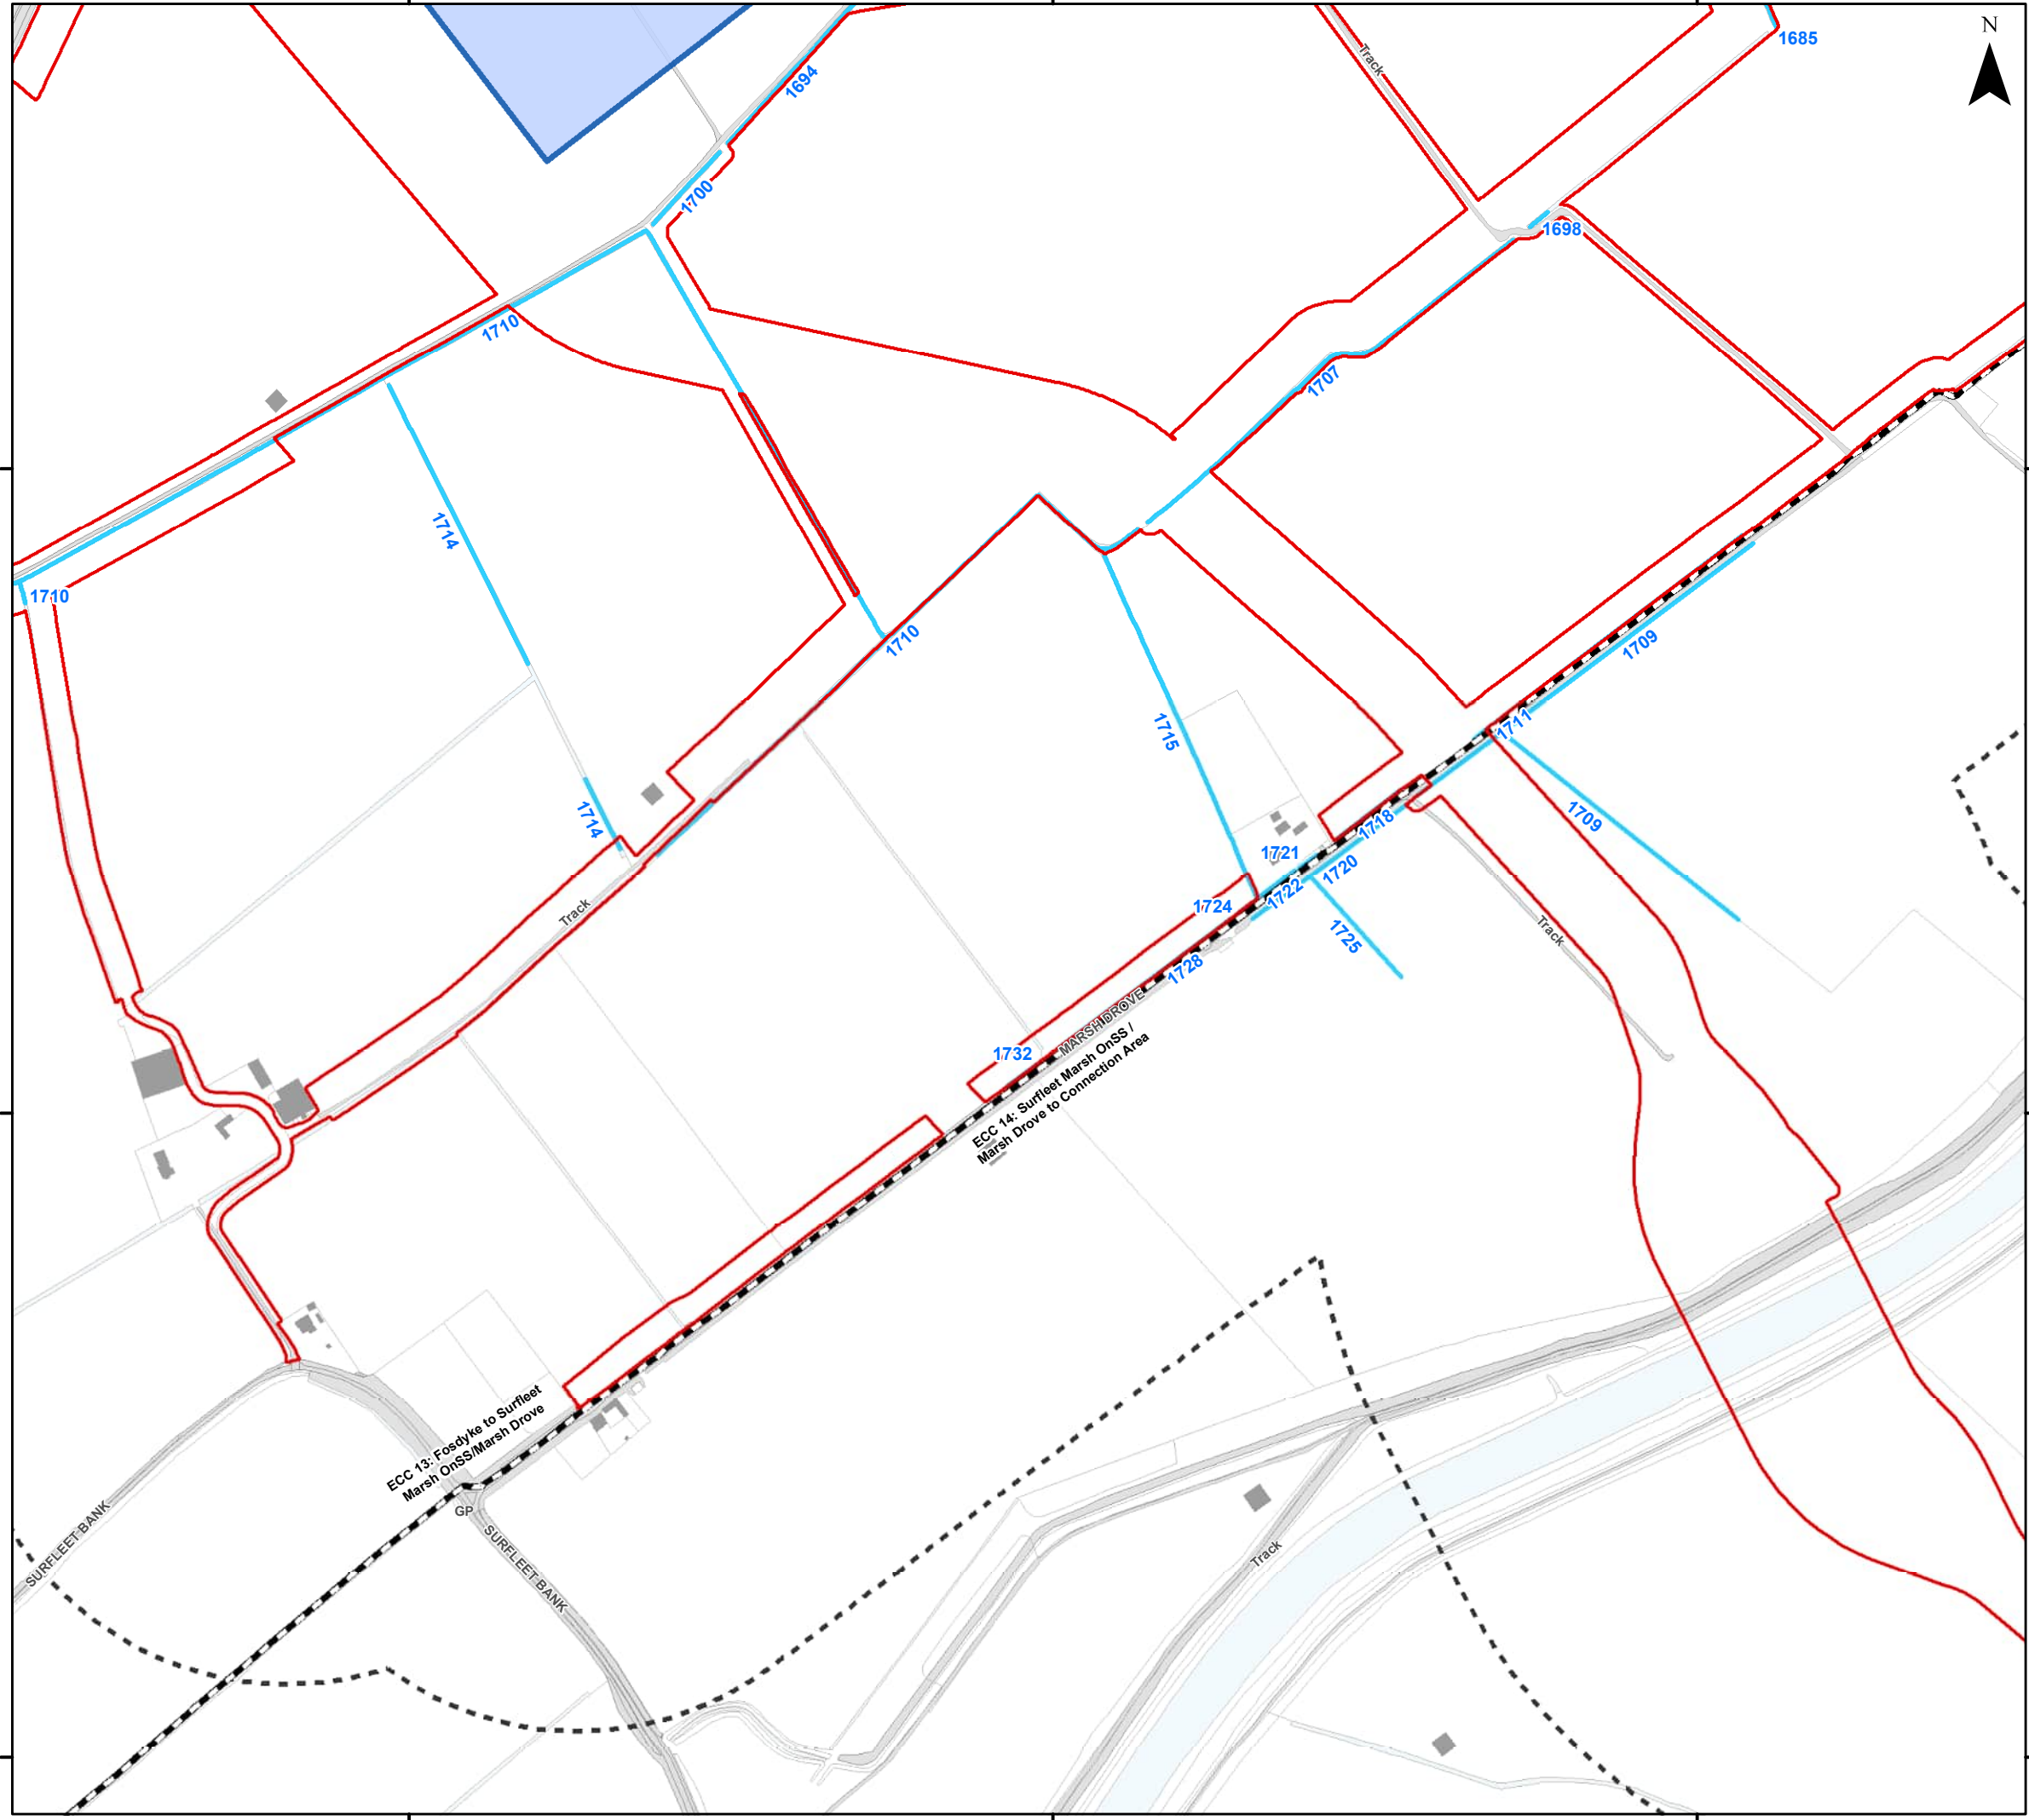 N
1685
Track
1694
1700
1698
1710
1707
1714
1710
1710
1709
1715
1711
1714
1709
1718
1721
1720
1722
1724
Track
1725
Track
1728
MARSH DROVE
1732
ECC 14: Surfleet Marsh OnSS /
Marsh Drove to Connection Area
ECC 13: Fosdyke to Surfleet
Marsh OnSS/Marsh Drove
GP
SURFLEET BANK
SURFLEET BANK
Track